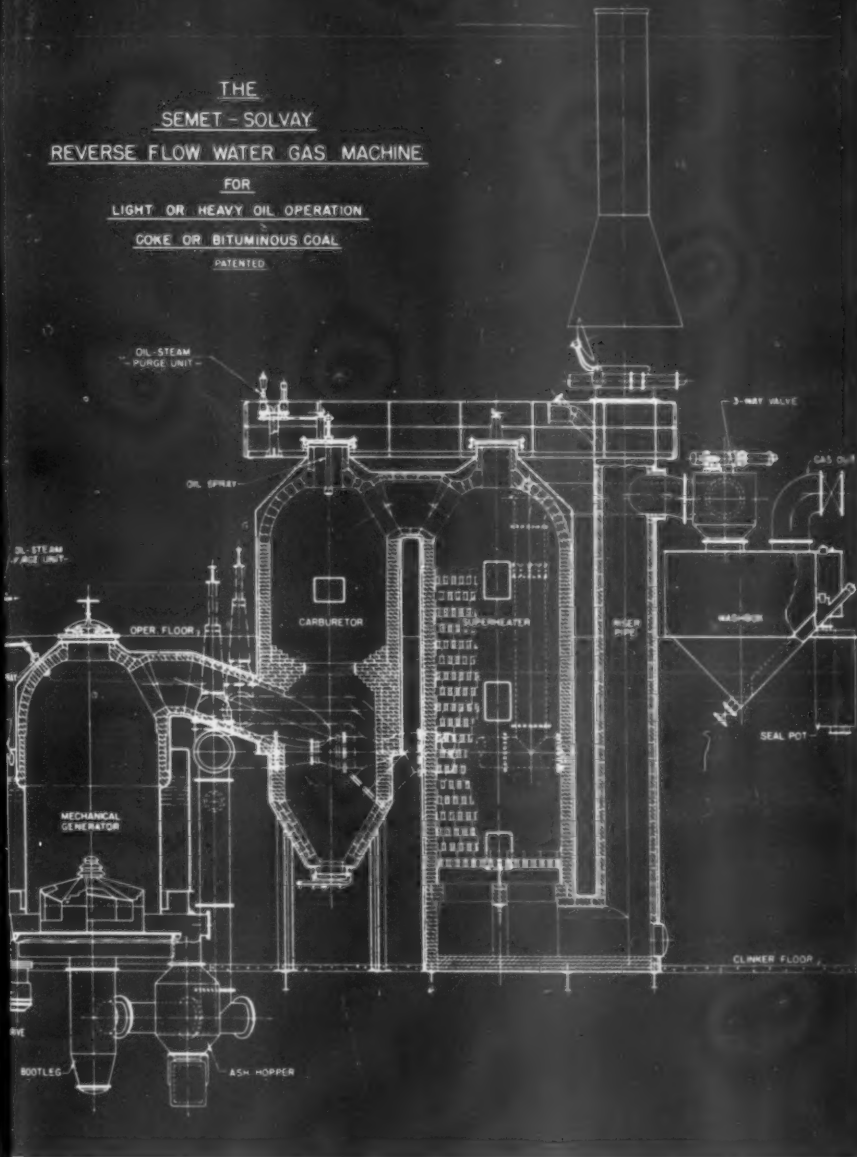 THE
SEMET-SOLVAY
REVERSE FLOW WATER GAS MACHINE
FOR
LIGHT OR HEAVY OIL OPERATION
COKE OR BITUMINOUS COAL
PATENTED
OIL-STEAM
PURGE UNIT
3-WAY VALVE
GAS OUT
OIL SPRAY
OIL-STEAM
PURGE UNIT
OPER. FLOOR
CARBURETOR
SUPERHEATER
RISER
PIPE
WASHBOX
SEAL POT
MECHANICAL
GENERATOR
CLINKER FLOOR
BOOTLEG
ASH HOPPER